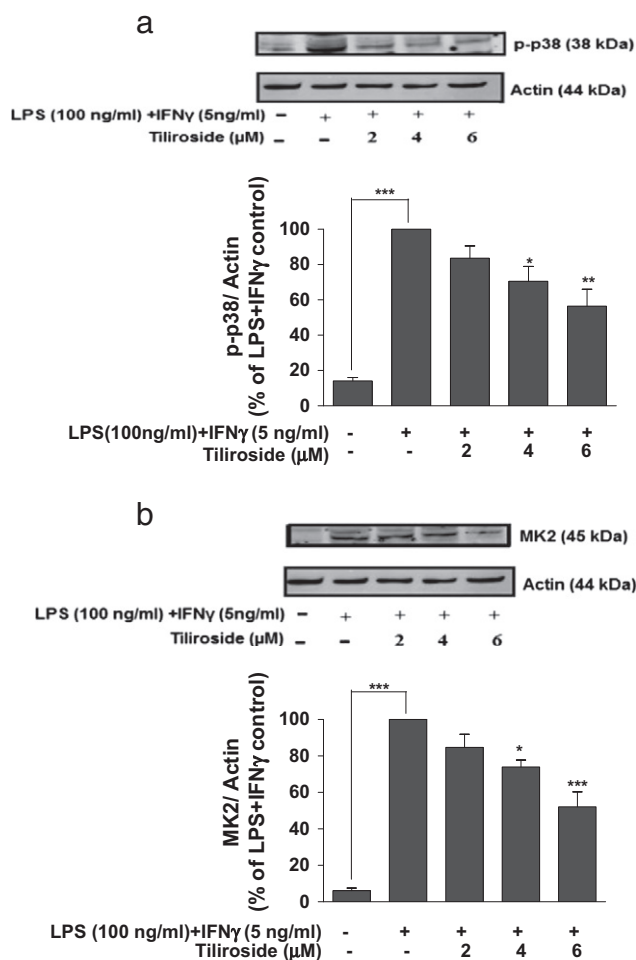 a
p-p38 (38 kDa)
Actin (44 kDa)
LPS (100 ng/ml) +IFNγ (5ng/ml) – + + + +
Tiliroside (μM) – – 2 4 6
***
100
80
60
40
20
0
* **
p-p38/ Actin
(% of LPS+IFNγ control)
LPS(100ng/ml)+IFNγ (5 ng/ml) - + + + +
Tiliroside (μM) - - 2 4 6
b
MK2 (45 kDa)
Actin (44 kDa)
LPS (100 ng/ml) +IFNγ (5ng/ml) – + + + +
Tiliroside (μM) – – 2 4 6
***
100
80
60
40
20
0
* ***
MK2/ Actin
(% of LPS+IFNγ control)
LPS (100 ng/ml)+IFNγ (5 ng/ml) - + + + +
Tiliroside (μM) - - 2 4 6